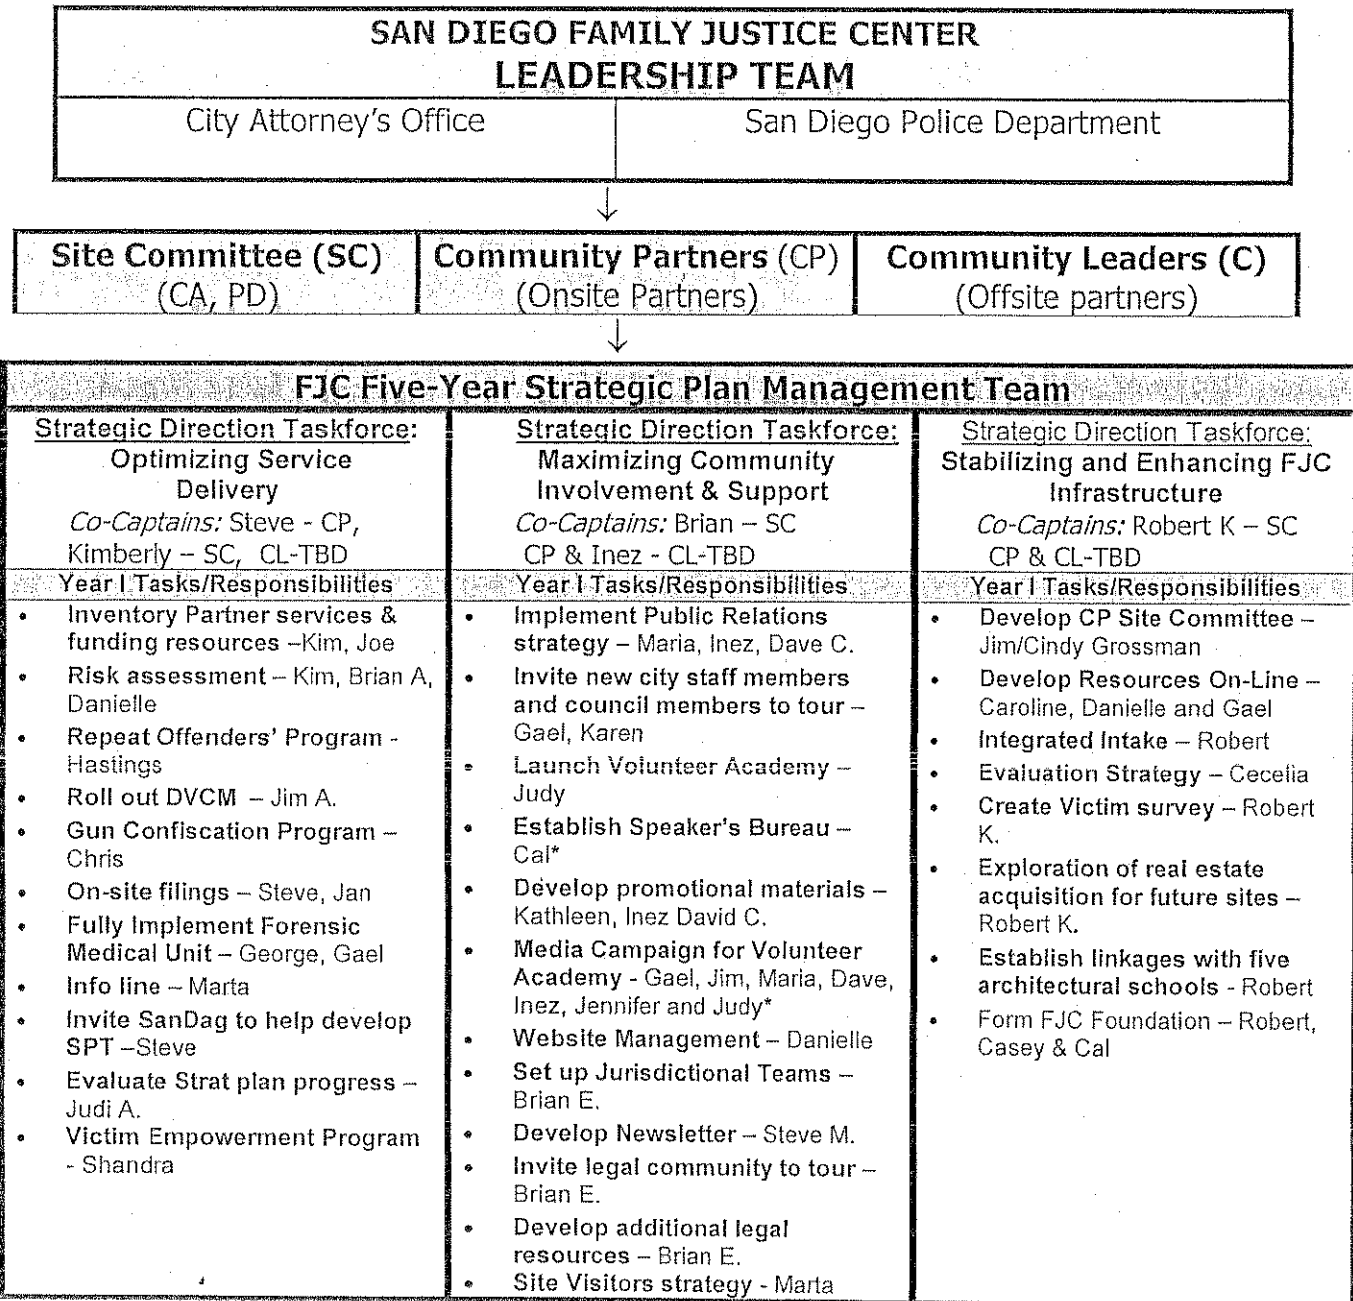 SAN DIEGO FAMILY JUSTICE CENTER
LEADERSHIP TEAM
City Attorney's Office
San Diego Police Department
↓
Site Committee (SC)
(CA, PD)
Community Partners (CP)
(Onsite Partners)
Community Leaders (C)
(Offsite partners)
↓
FJC Five-Year Strategic Plan Management Team
Strategic Direction Taskforce:
Optimizing Service
Delivery
Co-Captains: Steve - CP,
Kimberly – SC, CL-TBD
Year I Tasks/Responsibilities
• Inventory Partner services &
funding resources –Kim, Joe
• Risk assessment – Kim, Brian A,
Danielle
• Repeat Offenders' Program -
Hastings
• Roll out DVCM – Jim A.
• Gun Confiscation Program –
Chris
• On-site filings – Steve, Jan
• Fully Implement Forensic
Medical Unit – George, Gael
• Info line – Marta
• Invite SanDag to help develop
SPT –Steve
• Evaluate Strat plan progress –
Judi A.
• Victim Empowerment Program
- Shandra
Strategic Direction Taskforce:
Maximizing Community
Involvement & Support
Co-Captains: Brian – SC
CP & Inez - CL-TBD
Year I Tasks/Responsibilities
• Implement Public Relations
strategy – Maria, Inez, Dave C.
• Invite new city staff members
and council members to tour –
Gael, Karen
• Launch Volunteer Academy –
Judy
• Establish Speaker's Bureau –
Cal*
• Develop promotional materials –
Kathleen, Inez David C.
• Media Campaign for Volunteer
Academy - Gael, Jim, Maria, Dave,
Inez, Jennifer and Judy*
• Website Management – Danielle
• Set up Jurisdictional Teams –
Brian E.
• Develop Newsletter – Steve M.
• Invite legal community to tour –
Brian E.
• Develop additional legal
resources – Brian E.
• Site Visitors strategy - Marta
Strategic Direction Taskforce:
Stabilizing and Enhancing FJC
Infrastructure
Co-Captains: Robert K – SC
CP & CL-TBD
Year I Tasks/Responsibilities
• Develop CP Site Committee –
Jim/Cindy Grossman
• Develop Resources On-Line –
Caroline, Danielle and Gael
• Integrated Intake – Robert
• Evaluation Strategy – Cecelia
• Create Victim survey – Robert
K.
• Exploration of real estate
acquisition for future sites –
Robert K.
• Establish linkages with five
architectural schools - Robert
• Form FJC Foundation – Robert,
Casey & Cal